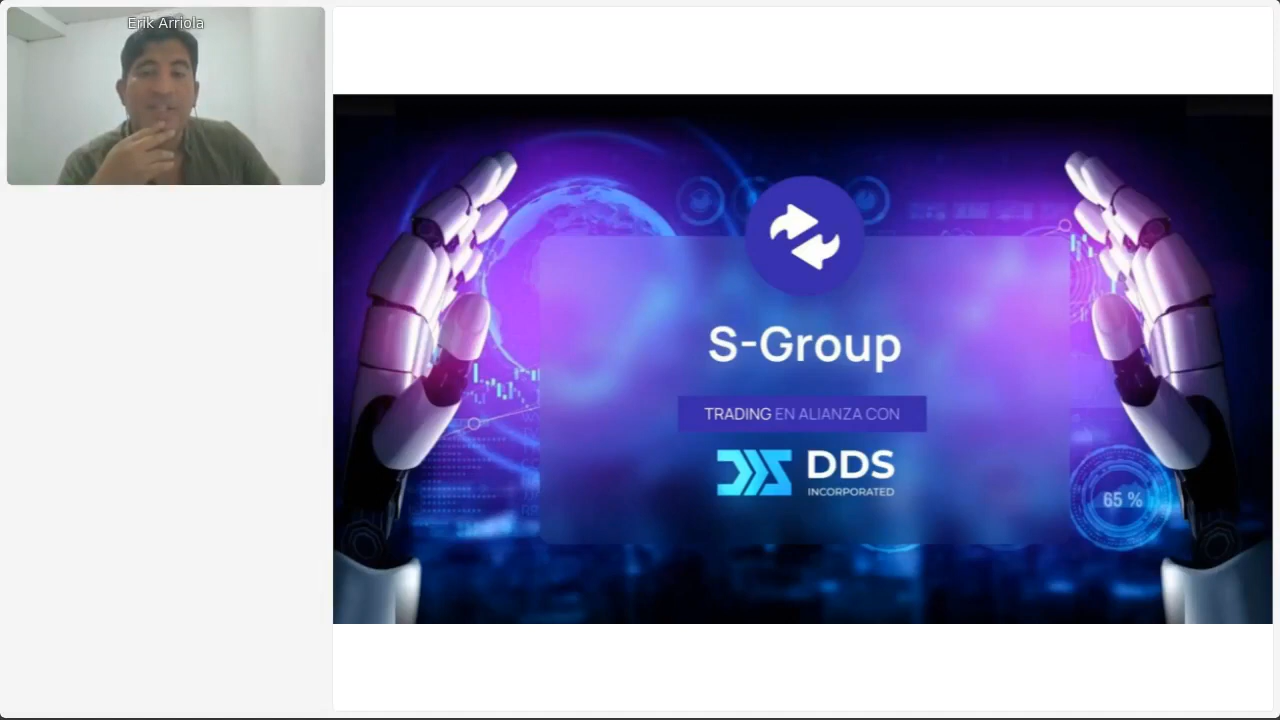 Erik Arriola
S-Group
TRADING EN ALIANZA CON
DDS
INCORPORATED
65 %